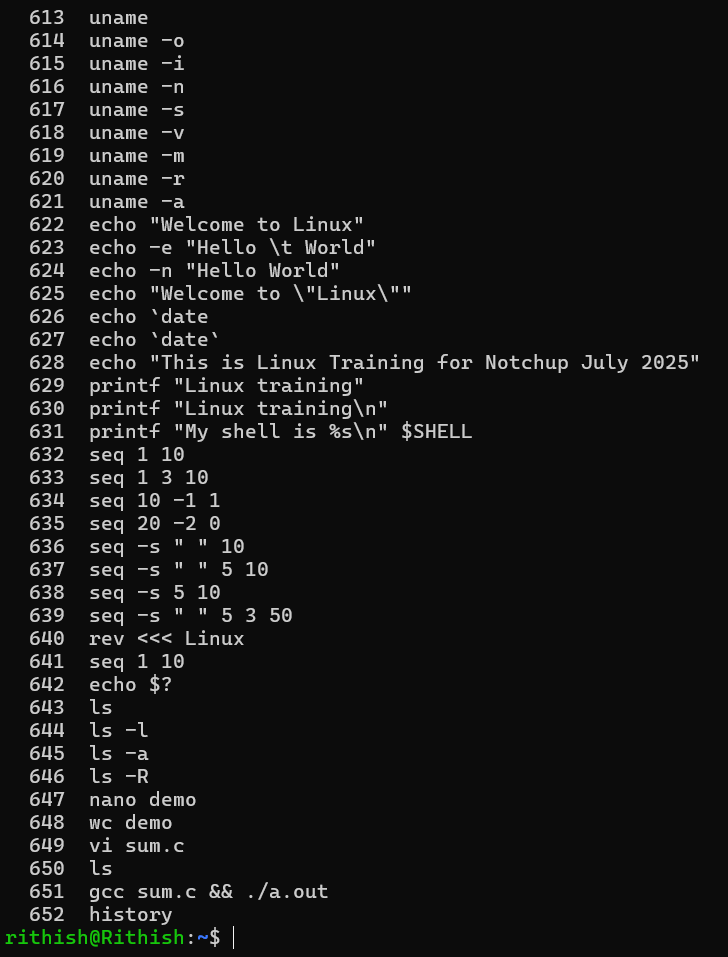 613  uname
614  uname -o
615  uname -i
616  uname -n
617  uname -s
618  uname -v
619  uname -m
620  uname -r
621  uname -a
622  echo "Welcome to Linux"
623  echo -e "Hello \t World"
624  echo -n "Hello World"
625  echo "Welcome to \"Linux\""
626  echo `date
627  echo `date`
628  echo "This is Linux Training for Notchup July 2025"
629  printf "Linux training"
630  printf "Linux training\n"
631  printf "My shell is %s\n" $SHELL
632  seq 1 10
633  seq 1 3 10
634  seq 10 -1 1
635  seq 20 -2 0
636  seq -s " " 10
637  seq -s " " 5 10
638  seq -s 5 10
639  seq -s " " 5 3 50
640  rev <<< Linux
641  seq 1 10
642  echo $?
643  ls
644  ls -l
645  ls -a
646  ls -R
647  nano demo
648  wc demo
649  vi sum.c
650  ls
651  gcc sum.c && ./a.out
652  history
rithish@Rithish:~$